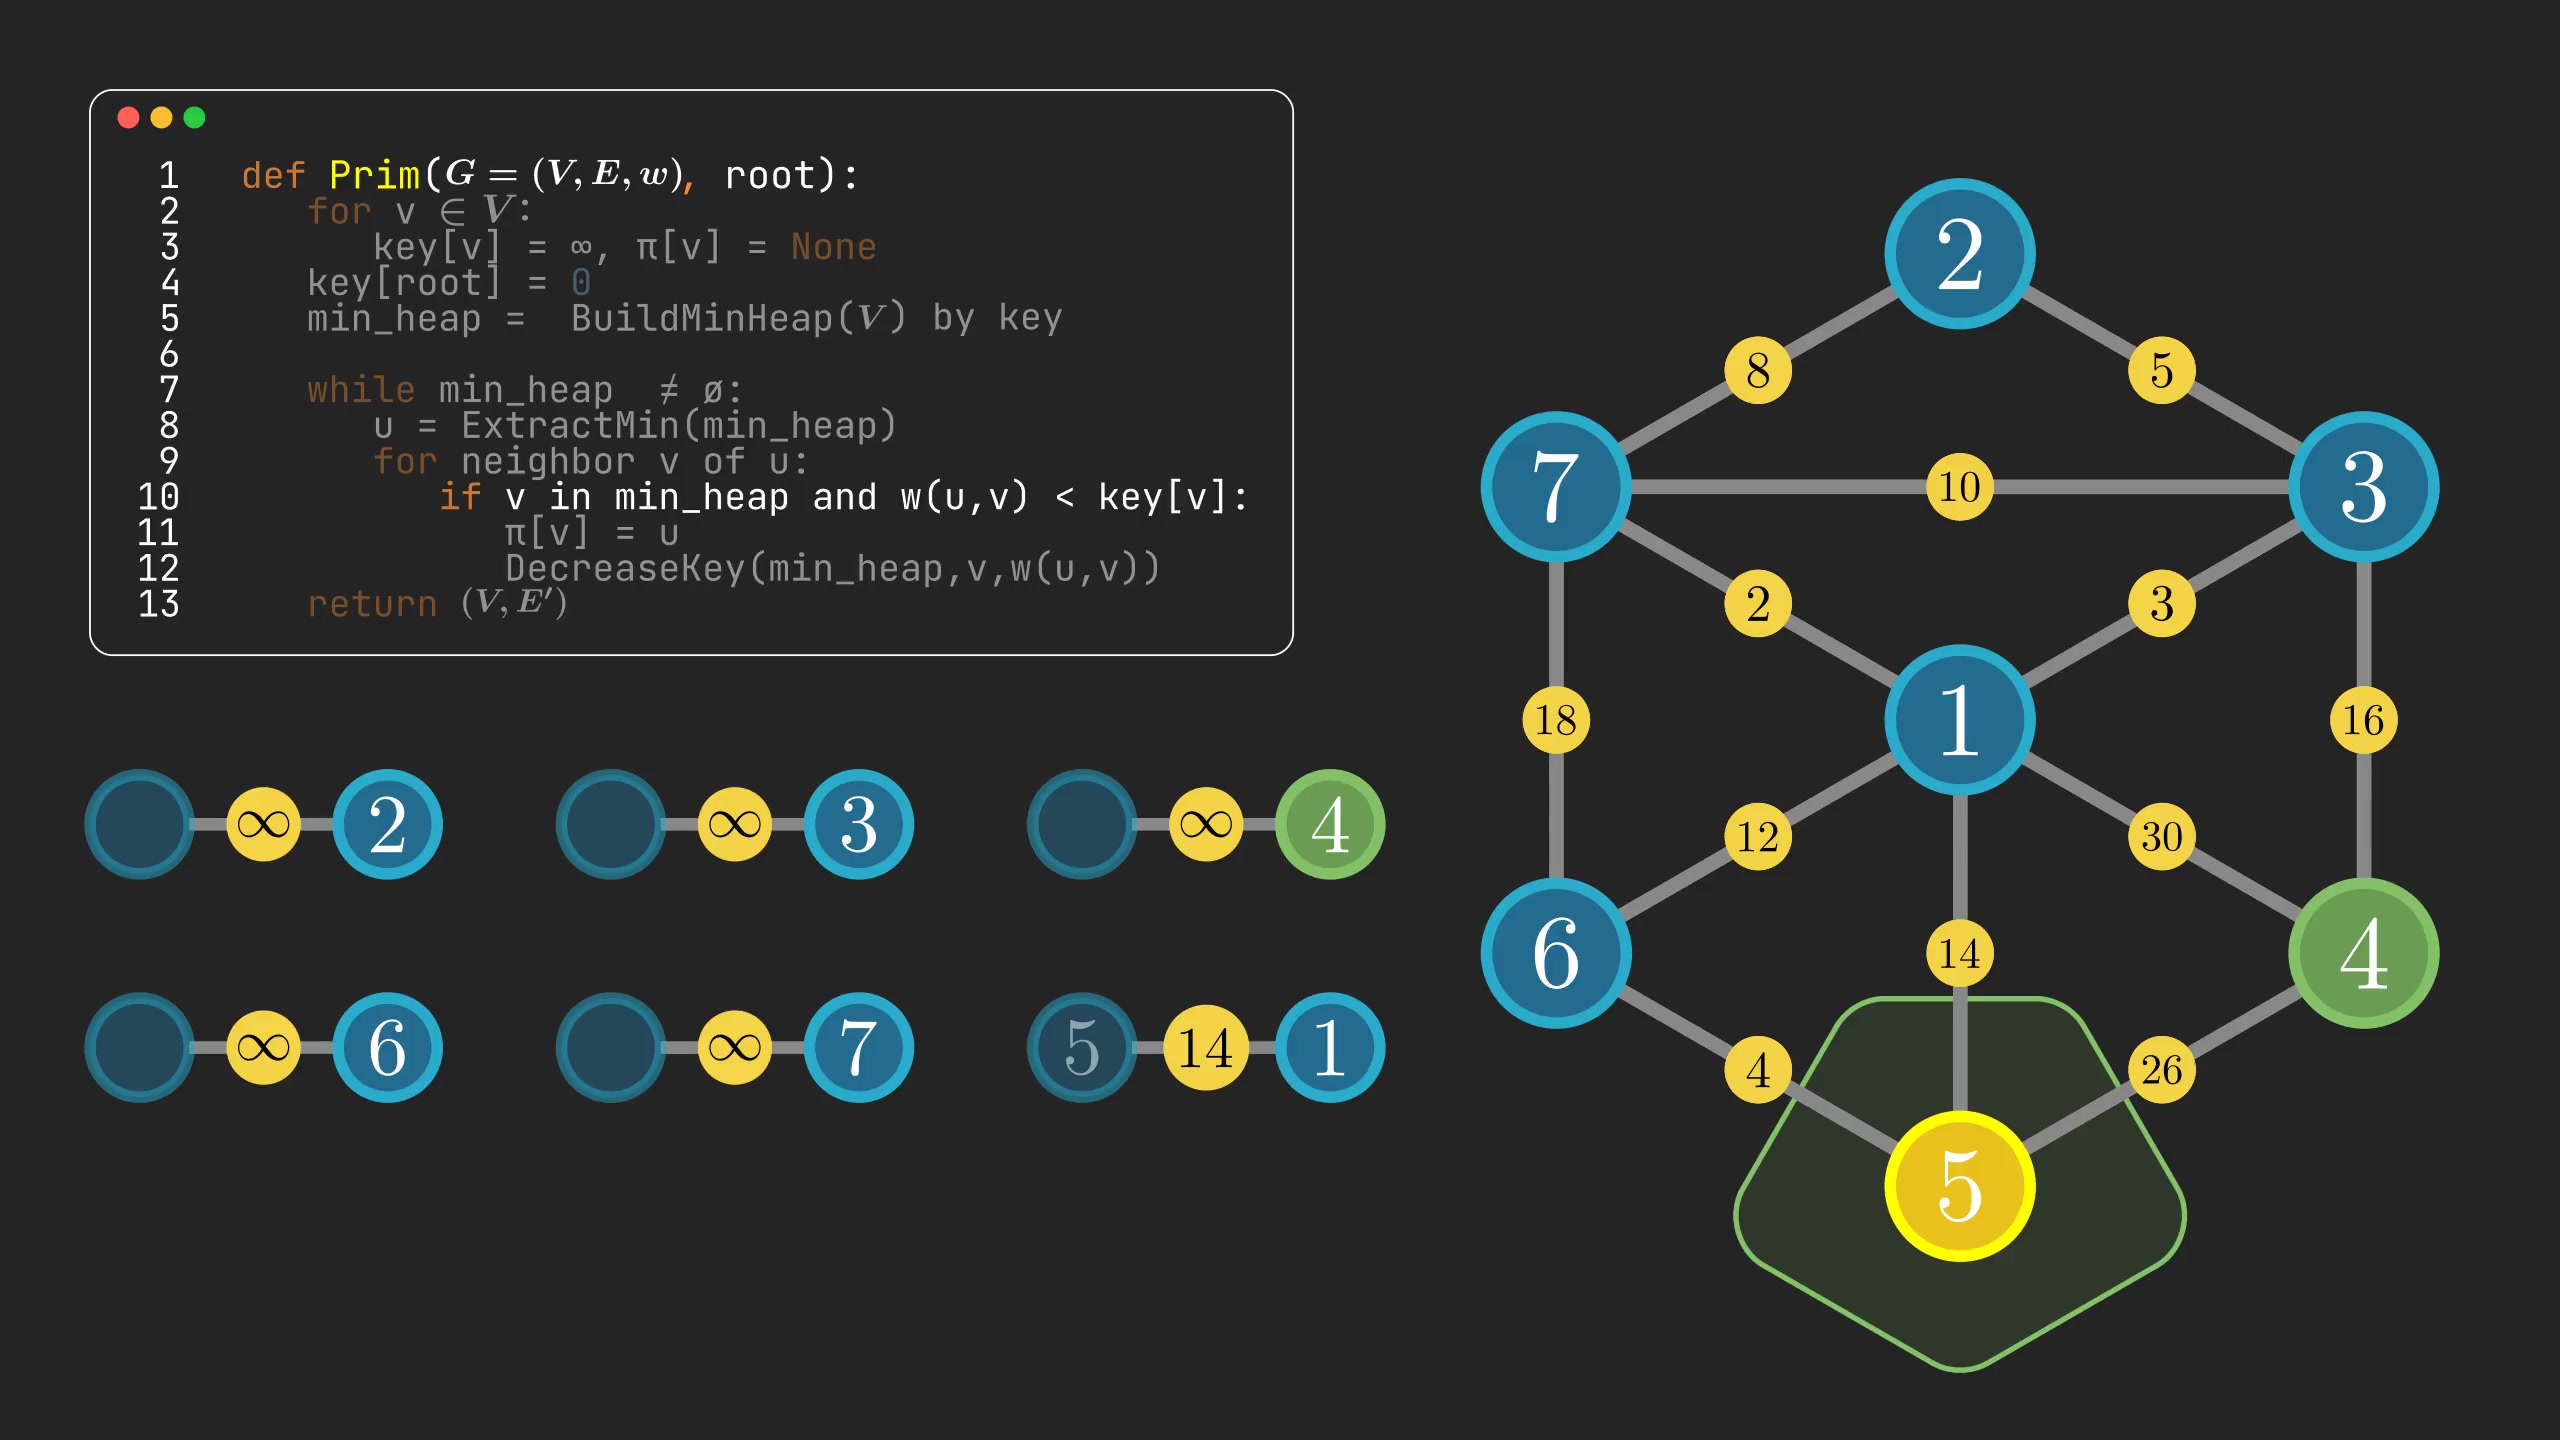 1 def Prim(G = (V, E, w), root):
2 for v ∈ V:
3 key[v] = ∞, π[v] = None
4 key[root] = 0
5 min_heap = BuildMinHeap(V) by key
6
7 while min_heap ≠ ø:
8 u = ExtractMin(min_heap)
9 for neighbor v of u:
10 if v in min_heap and w(u,v) < key[v]:
11 π[v] = u
12 DecreaseKey(min_heap,v,w(u,v))
13 return (V, E′)
∞ 2
∞ 3
∞ 4
∞ 6
∞ 7
5 14 1
2
8 5
7 10 3
2 3
1
18 16
12 30
6 14 4
4 26
5